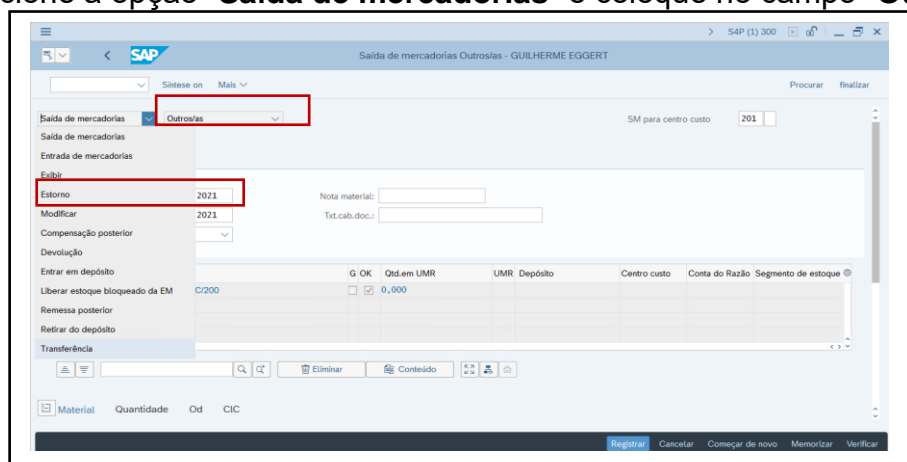 a opção "Saída de mercadorias" e coloque no campo
S4P (1) 300
SAP
Saída de mercadorias Outros/as - GUILHERME EGGERT
Síntese on Mais
Procurar finalizar
Saída de mercadorias Outros/as SM para centro custo 201
Saída de mercadorias
Entrada de mercadorias
Exibir
Estorno 2021 Nota material:
Modificar 2021 Txt.cab.doc.:
Compensação posterior
Devolução
Entrar em depósito G OK Qtd.em UMR UMR Depósito Centro custo Conta do Razão Segmento de estoque
Liberar estoque bloqueado da EM C/200 0,000
Remessa posterior
Retirar do depósito
Transferência
Eliminar Conteúdo
Material Quantidade Od CIC
Registrar Cancelar Começar de novo Memorizar Verificar